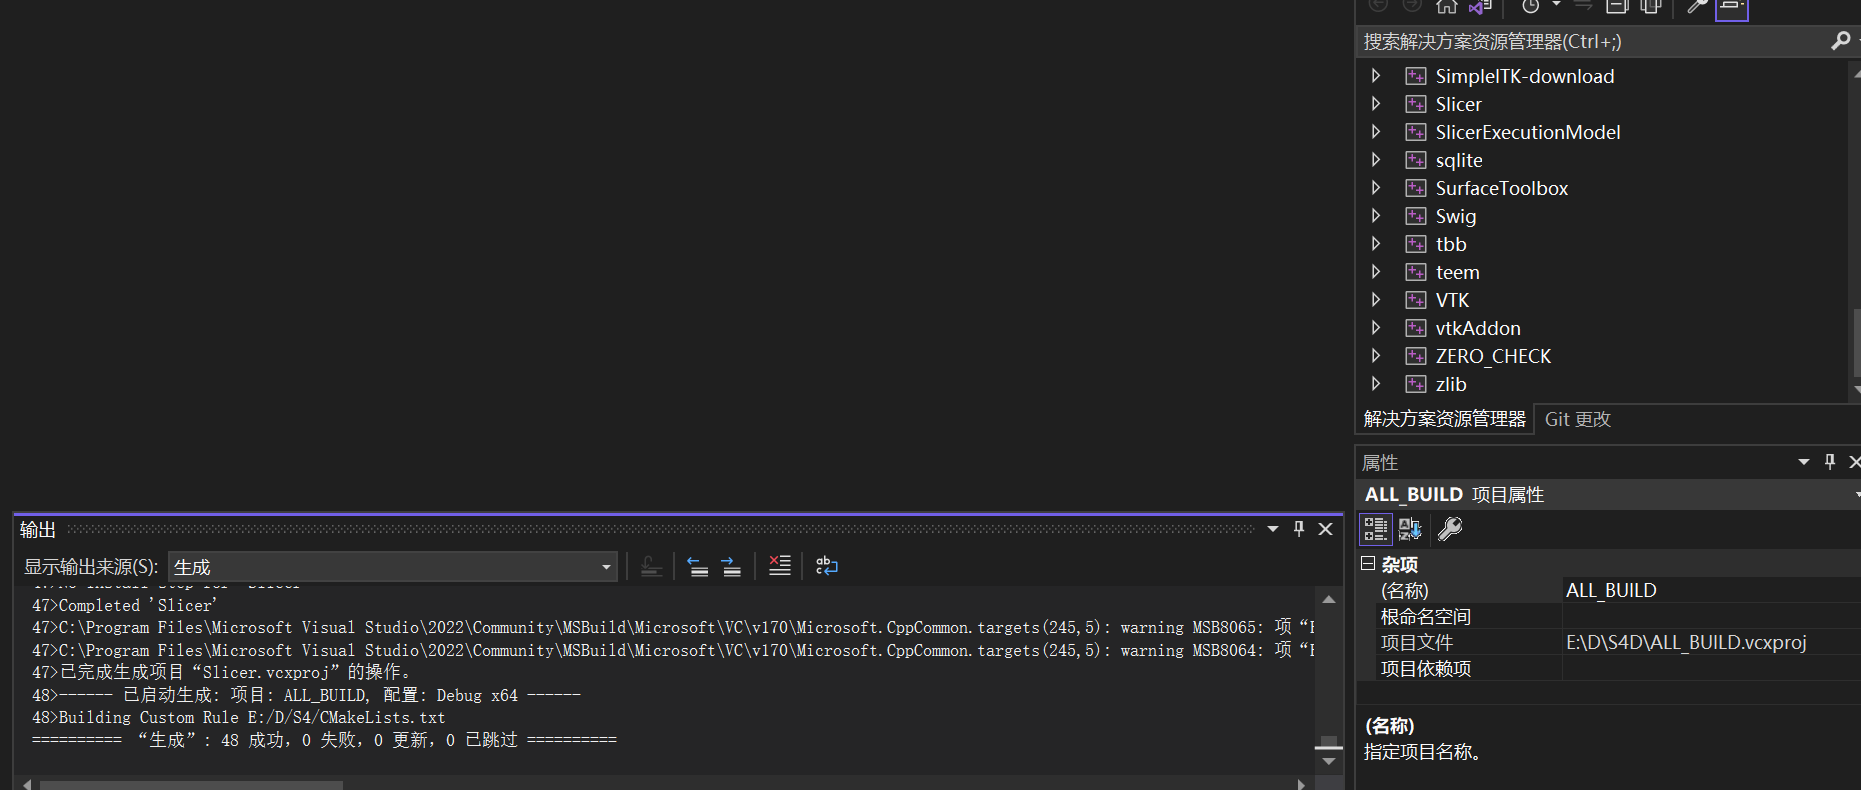 搜索解决方案资源管理器(Ctrl+;)
SimpleITK-download
Slicer
SlicerExecutionModel
sqlite
SurfaceToolbox
Swig
tbb
teem
VTK
vtkAddon
ZERO_CHECK
zlib
解决方案资源管理器 Git 更改
属性
ALL_BUILD 项目属性
杂项
(名称) ALL_BUILD
根命名空间
项目文件 E:\D\S4D\ALL_BUILD.vcxproj
项目依赖项
(名称)
指定项目名称。
输出
显示输出来源(S): 生成
47>No install step for 'Slicer'
47>Completed 'Slicer'
47>C:\Program Files\Microsoft Visual Studio\2022\Community\MSBuild\Microsoft\VC\v170\Microsoft.CppCommon.targets(245,5): warning MSB8065: 项“E
47>C:\Program Files\Microsoft Visual Studio\2022\Community\MSBuild\Microsoft\VC\v170\Microsoft.CppCommon.targets(245,5): warning MSB8064: 项“E
47>已完成生成项目“Slicer.vcxproj”的操作。
48>------ 已启动生成: 项目: ALL_BUILD, 配置: Debug x64 ------
48>Building Custom Rule E:/D/S4/CMakeLists.txt
========== “生成”: 48 成功，0 失败，0 更新，0 已跳过 ==========